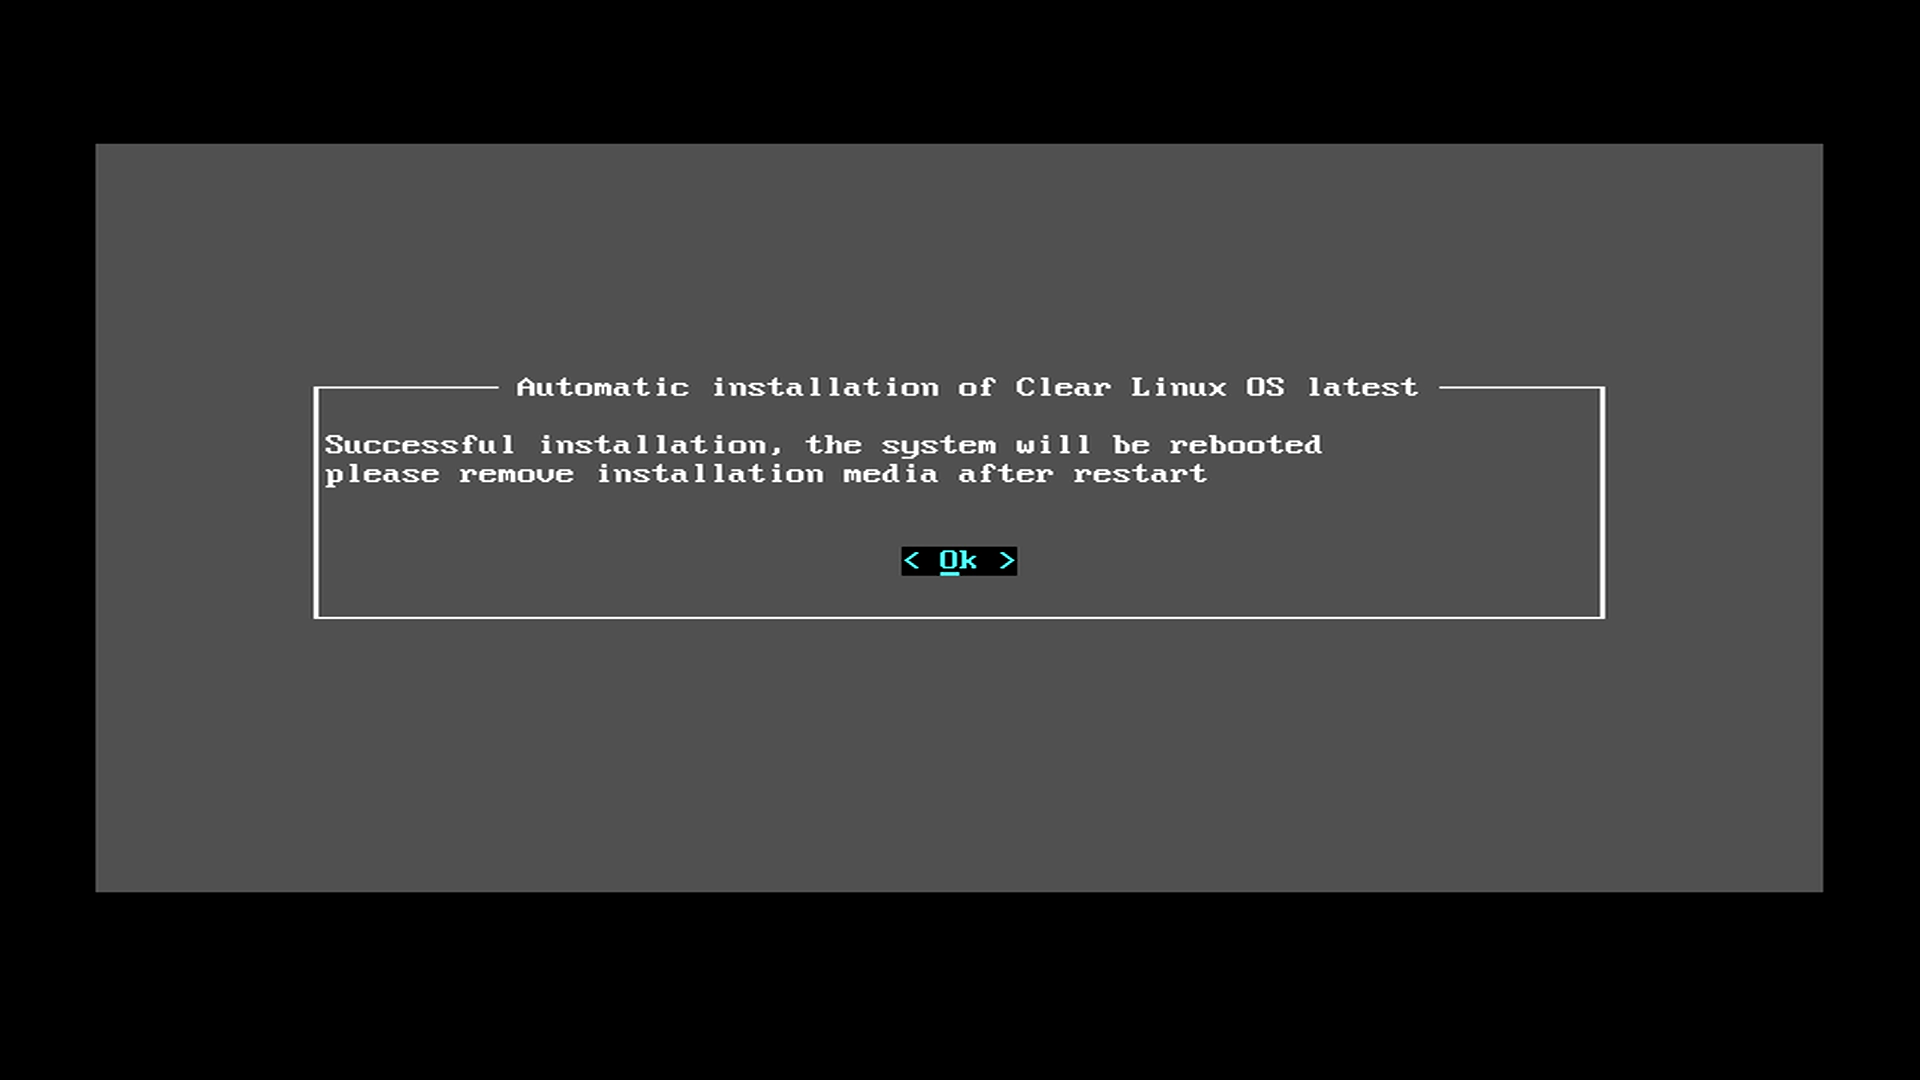 Automatic installation of Clear Linux OS latest
Successful installation, the system will be rebooted
please remove installation media after restart
< Ok >